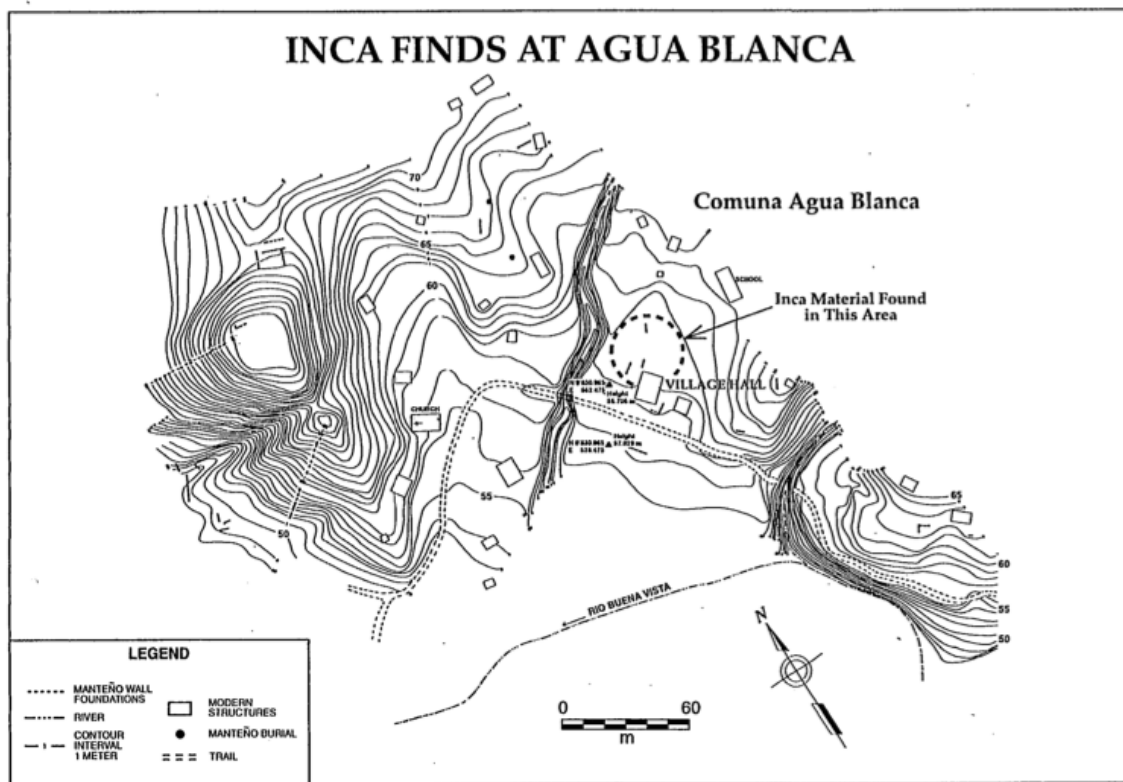 INCA FINDS AT AGUA BLANCA
Comuna Agua Blanca
70
65
60
SCHOOL
Inca Material Found
in This Area
VILLAGE HALL
Height
CHURCH
Height
55
50
65
60
55
50
RIO BUENA VISTA
N
LEGEND
MANTEÑO WALL
FOUNDATIONS
RIVER
CONTOUR
INTERVAL
1 METER
MODERN
STRUCTURES
MANTEÑO BURIAL
TRAIL
0 60
m